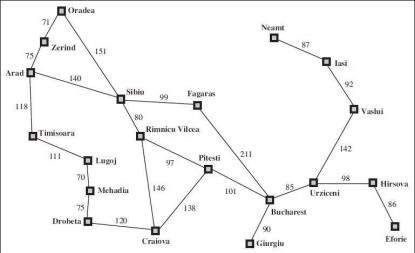 Oradea
71
Neamt
Zerind
87
151
75
Iasi
Arad
140
92
Sibiu
99
Fagaras
118
Vaslui
80
Timisoara
Rimnicu Vilcea
142
111
211
Lugoj
97
Pitesti
70
98
Hirsova
146
85
Mehadia
101
Urziceni
138
86
75
Bucharest
Drobeta
120
90
Craiova
Eforie
Giurgiu